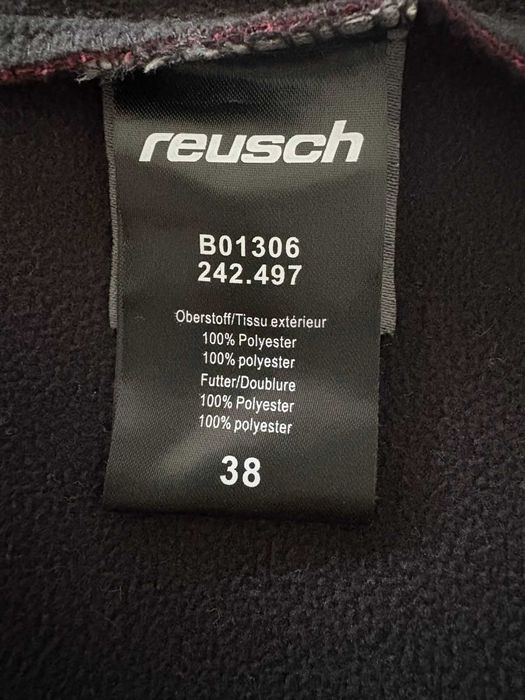 reusch
B01306
242.497
Oberstoff/Tissu extérieur
100% Polyester
100% polyester
Futter/Doublure
100% Polyester
100% polyester
38